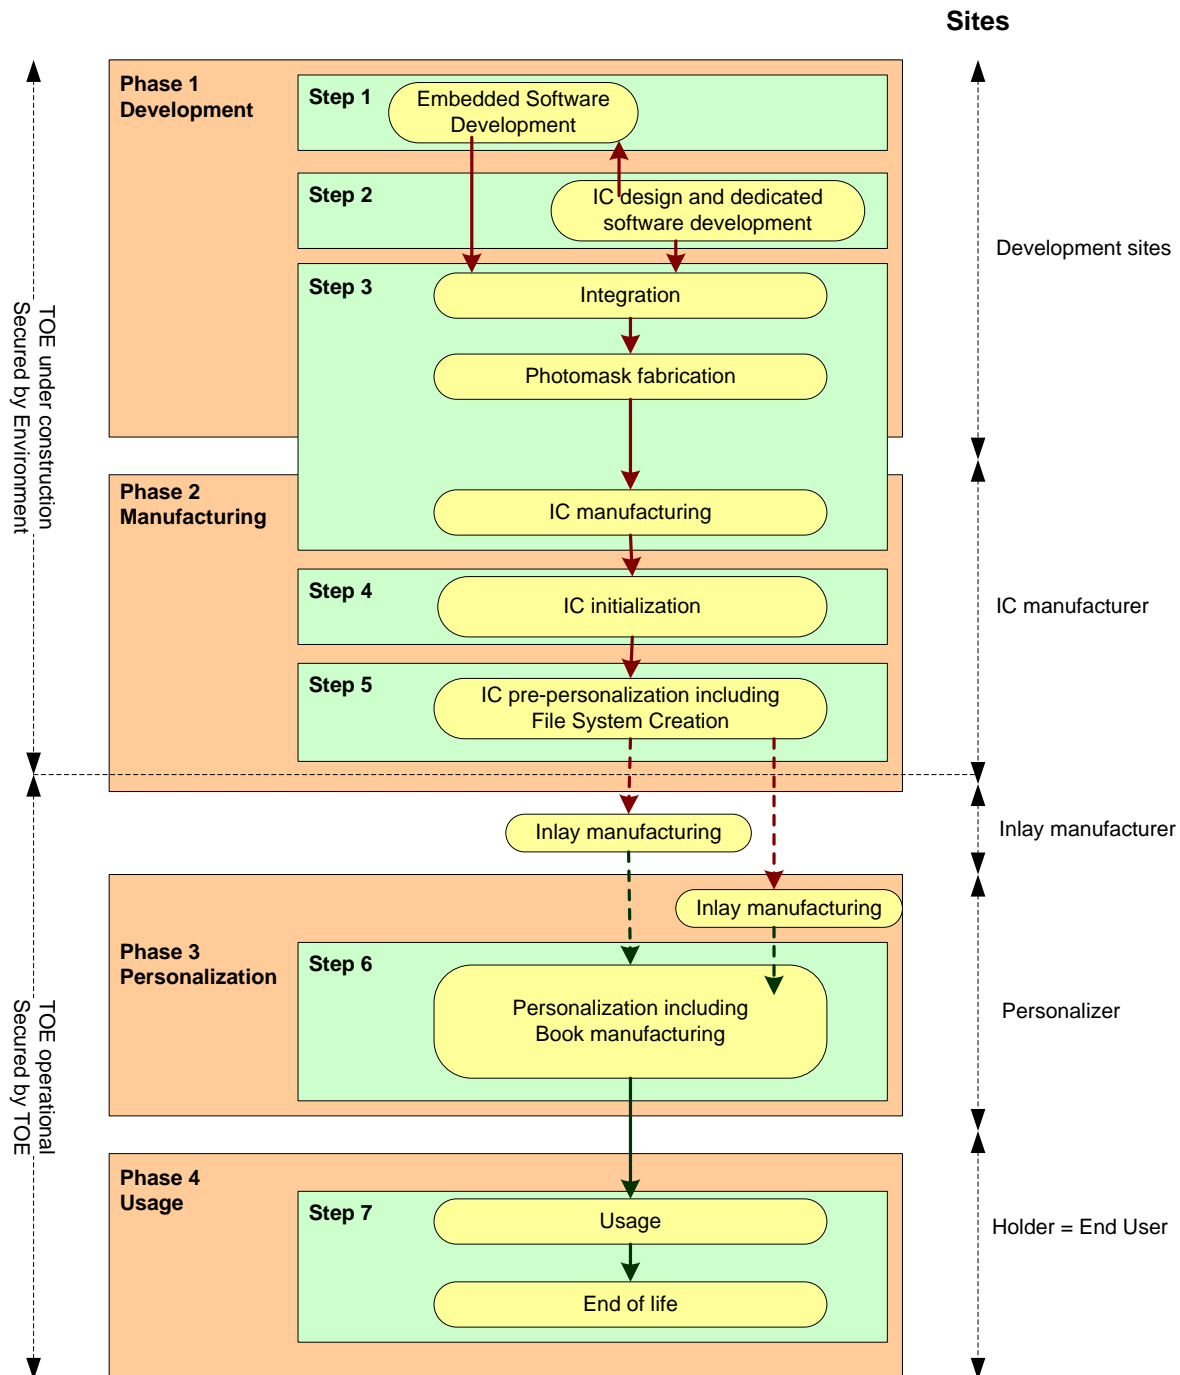 Sites
Phase 1
Development
Step 1
Embedded Software
Development
Step 2
IC design and dedicated
software development
Development sites
Step 3
Integration
TOE under construction
Secured by Environment
Photomask fabrication
Phase 2
Manufacturing
IC manufacturing
Step 4
IC initialization
IC manufacturer
Step 5
IC pre-personalization including
File System Creation
Inlay manufacturing
Inlay manufacturer
Inlay manufacturing
Phase 3
Personalization
Step 6
Personalization including
Book manufacturing
Personalizer
TOE operational
Secured by TOE
Phase 4
Usage
Step 7
Usage
Holder = End User
End of life